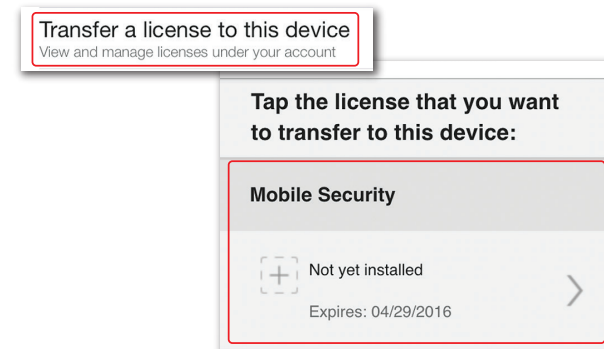 Transfer a license to this device
View and manage licenses under your account
Tap the license that you want
to transfer to this device:
Mobile Security
Not yet installed
Expires: 04/29/2016